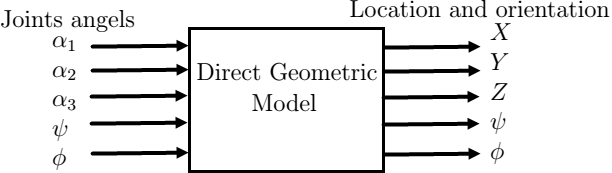 Location and orientation
Joints angels
α₁
α₂
α₃
ψ
ϕ
Direct Geometric
Model
X
Y
Z
ψ
ϕ